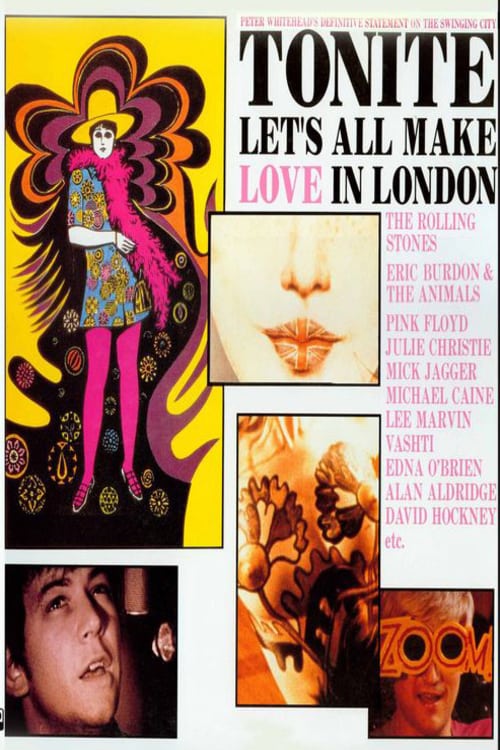 PETER WHITEHEAD'S DEFINITIVE STATEMENT ON THE SWINGING CITY
TONITE
LET'S ALL MAKE
LOVE IN LONDON
THE ROLLING
STONES
ERIC BURDON &
THE ANIMALS
PINK FLOYD
JULIE CHRISTIE
MICK JAGGER
MICHAEL CAINE
LEE MARVIN
VASHTI
EDNA O'BRIEN
ALAN ALDRIDGE
DAVID HOCKNEY
etc.
ZOOM